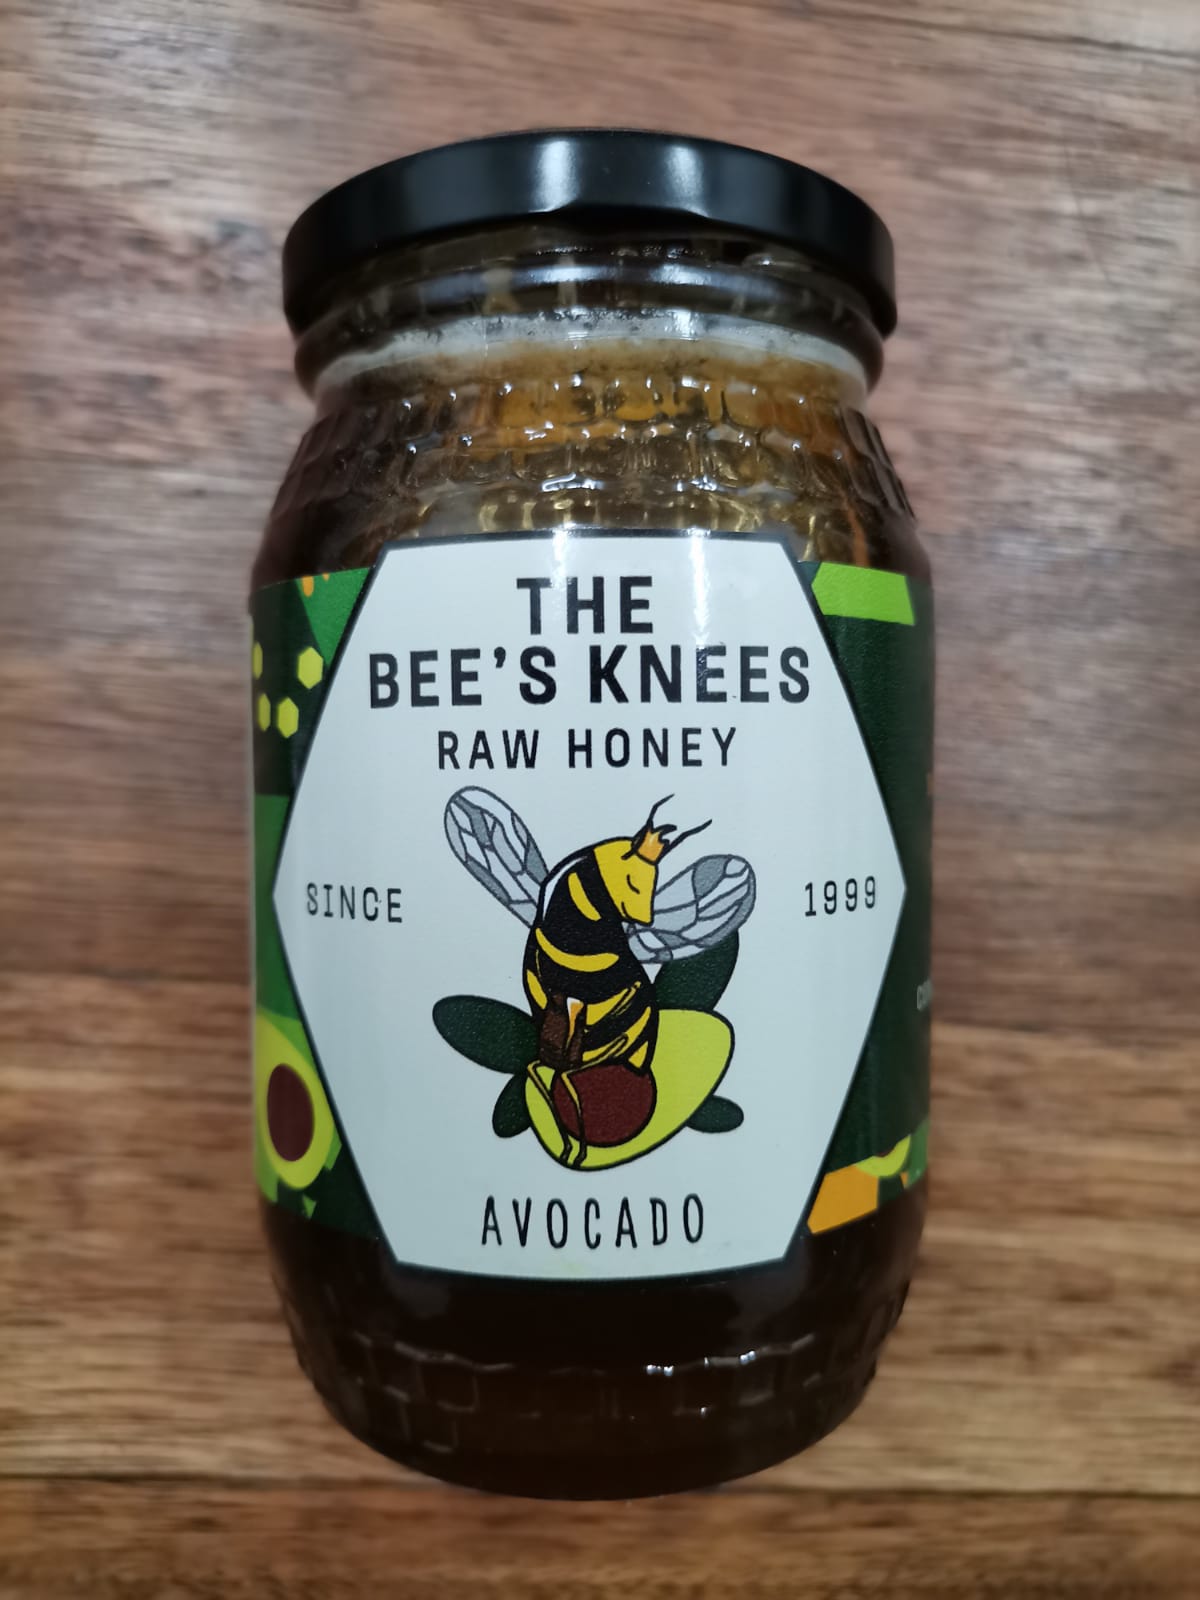 THE
BEE'S KNEES
RAW HONEY
SINCE 1999
AVOCADO